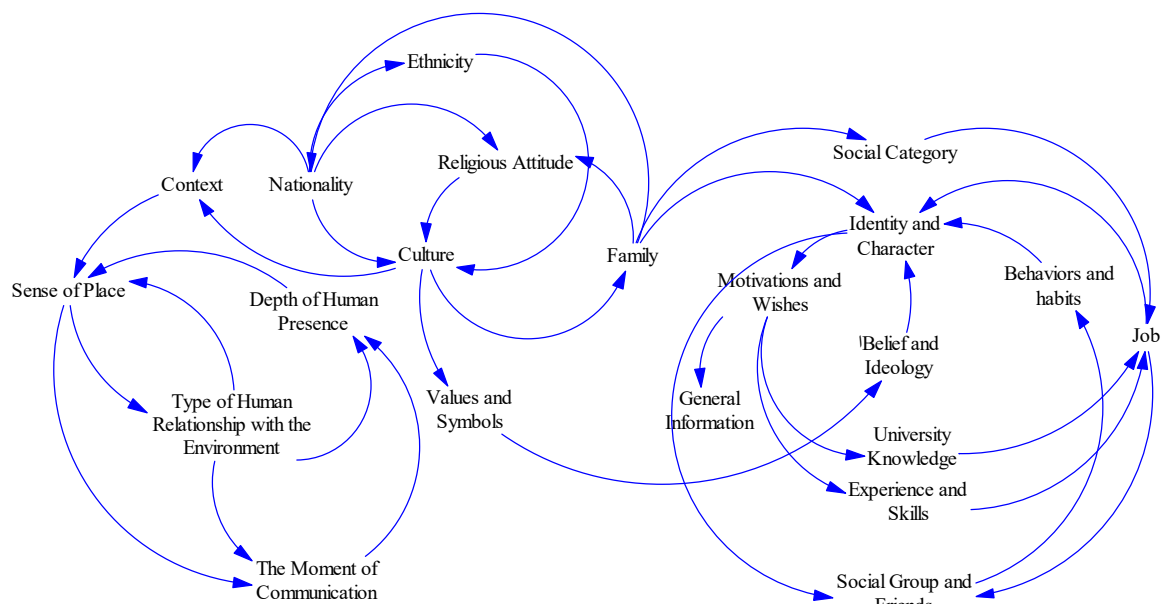 Ethnicity
Social Category
Religious Attitude
Context
Nationality
Identity and
Character
Culture
Family
Behaviors and
habits
Motivations and
Wishes
Sense of Place
Depth of Human
Presence
Job
Belief and
Ideology
Values and
Symbols
General
Information
Type of Human
Relationship with the
Environment
University
Knowledge
Experience and
Skills
The Moment of
Communication
Social Group and
Friends